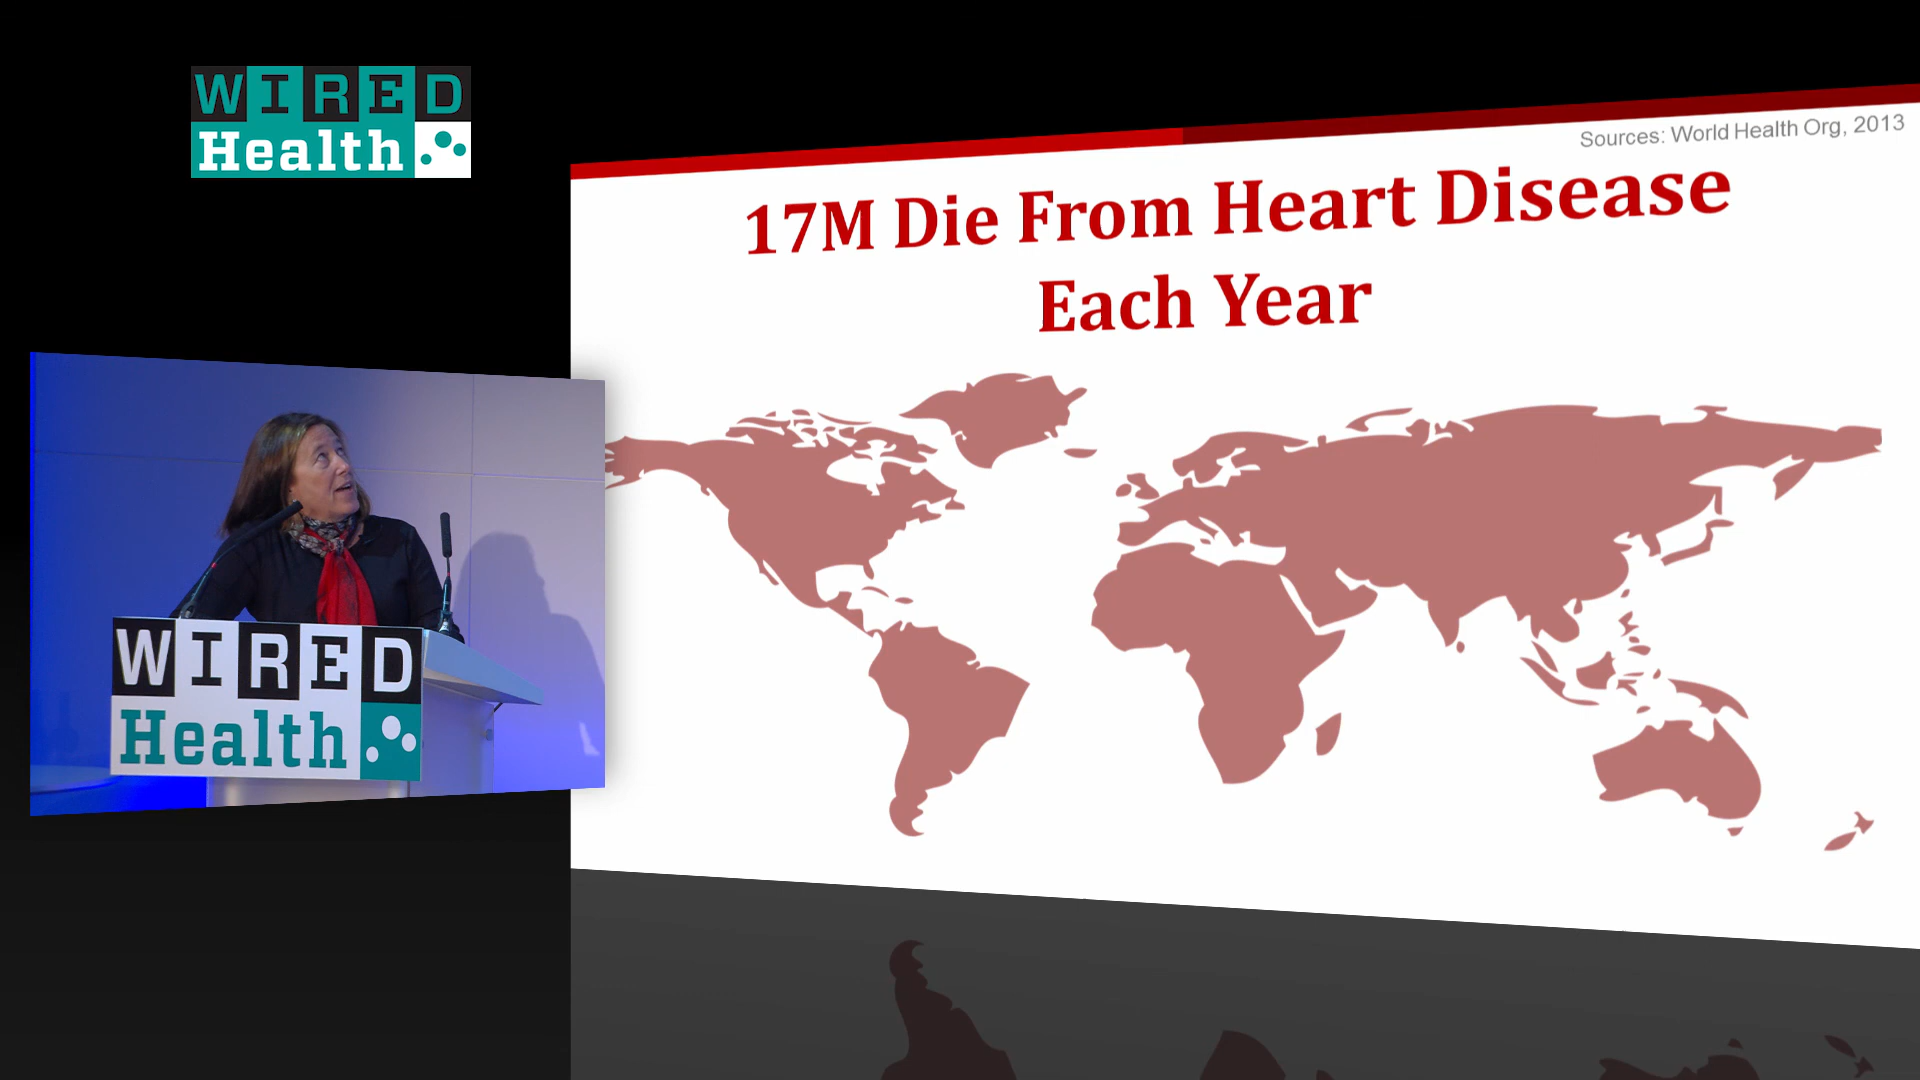 WIRED
Health
Sources: World Health Org, 2013
17M Die From Heart Disease
Each Year
WIRED
Health